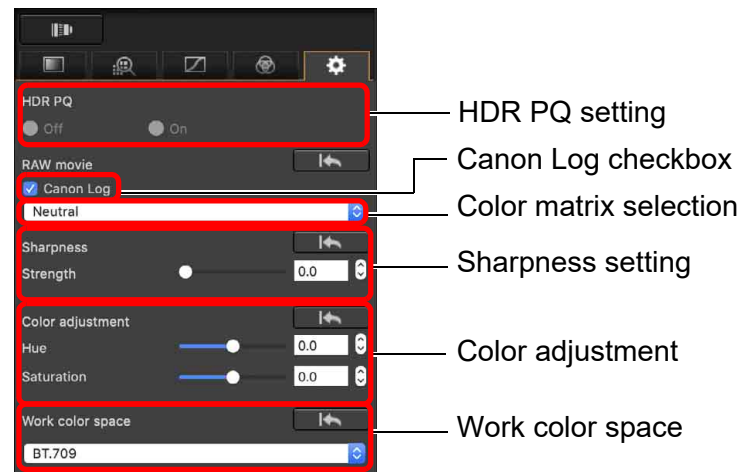 HDR PQ
Off On
RAW movie
Canon Log
Neutral
Sharpness
Strength 0.0
Color adjustment
Hue 0.0
Saturation 0.0
Work color space
BT.709
HDR PQ setting
Canon Log checkbox
Color matrix selection
Sharpness setting
Color adjustment
Work color space